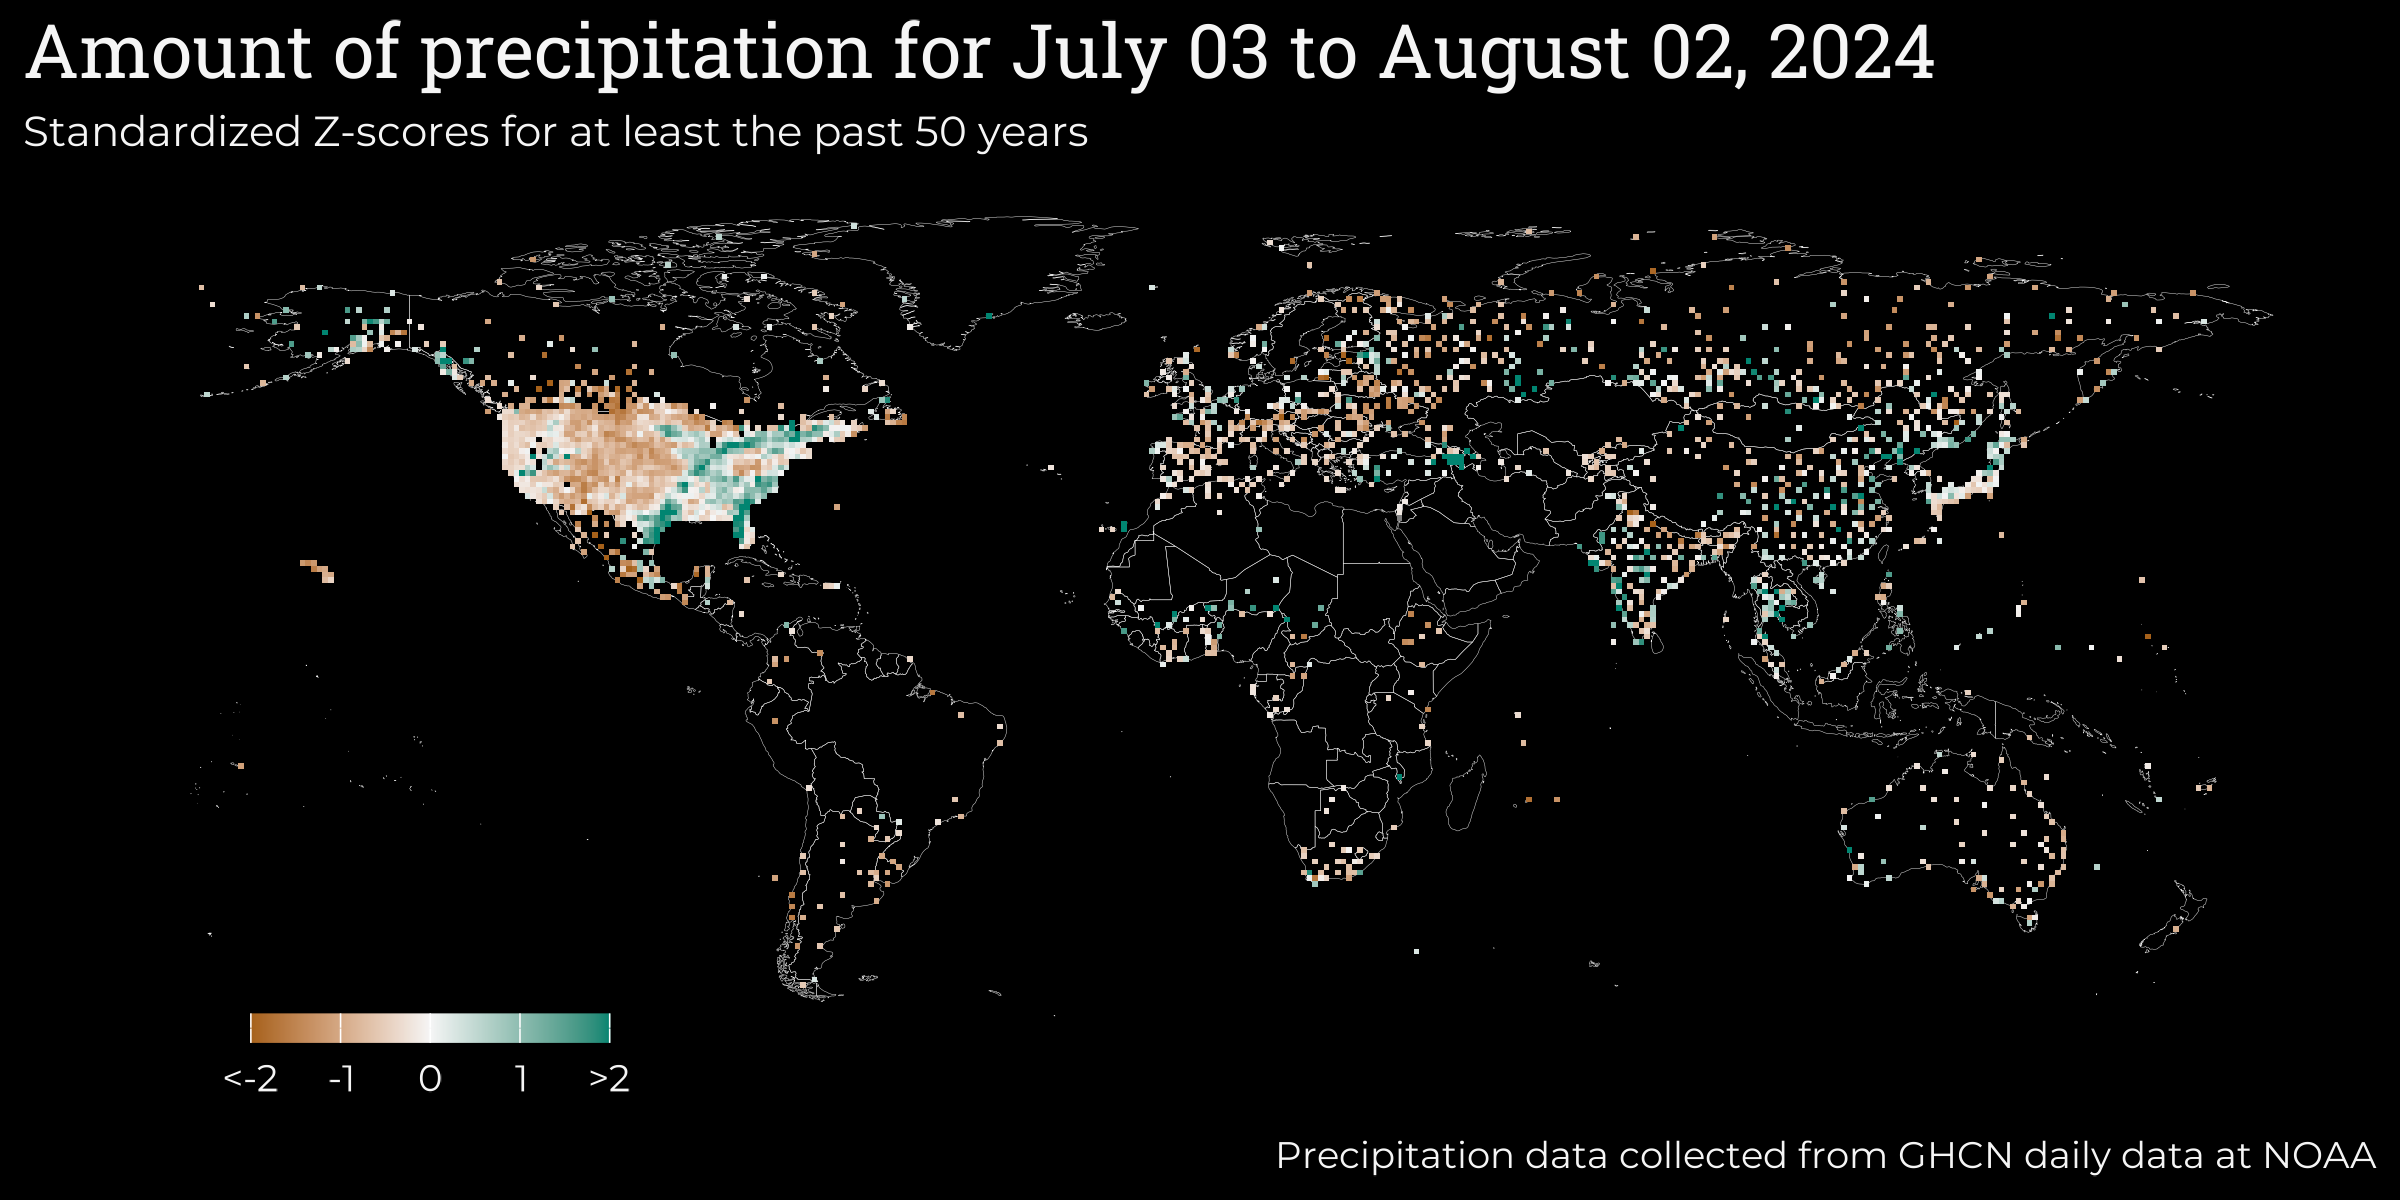 Amount of precipitation for July 03 to August 02, 2024
Standardized Z-scores for at least the past 50 years
<-2 -1 0 1 >2
Precipitation data collected from GHCN daily data at NOAA